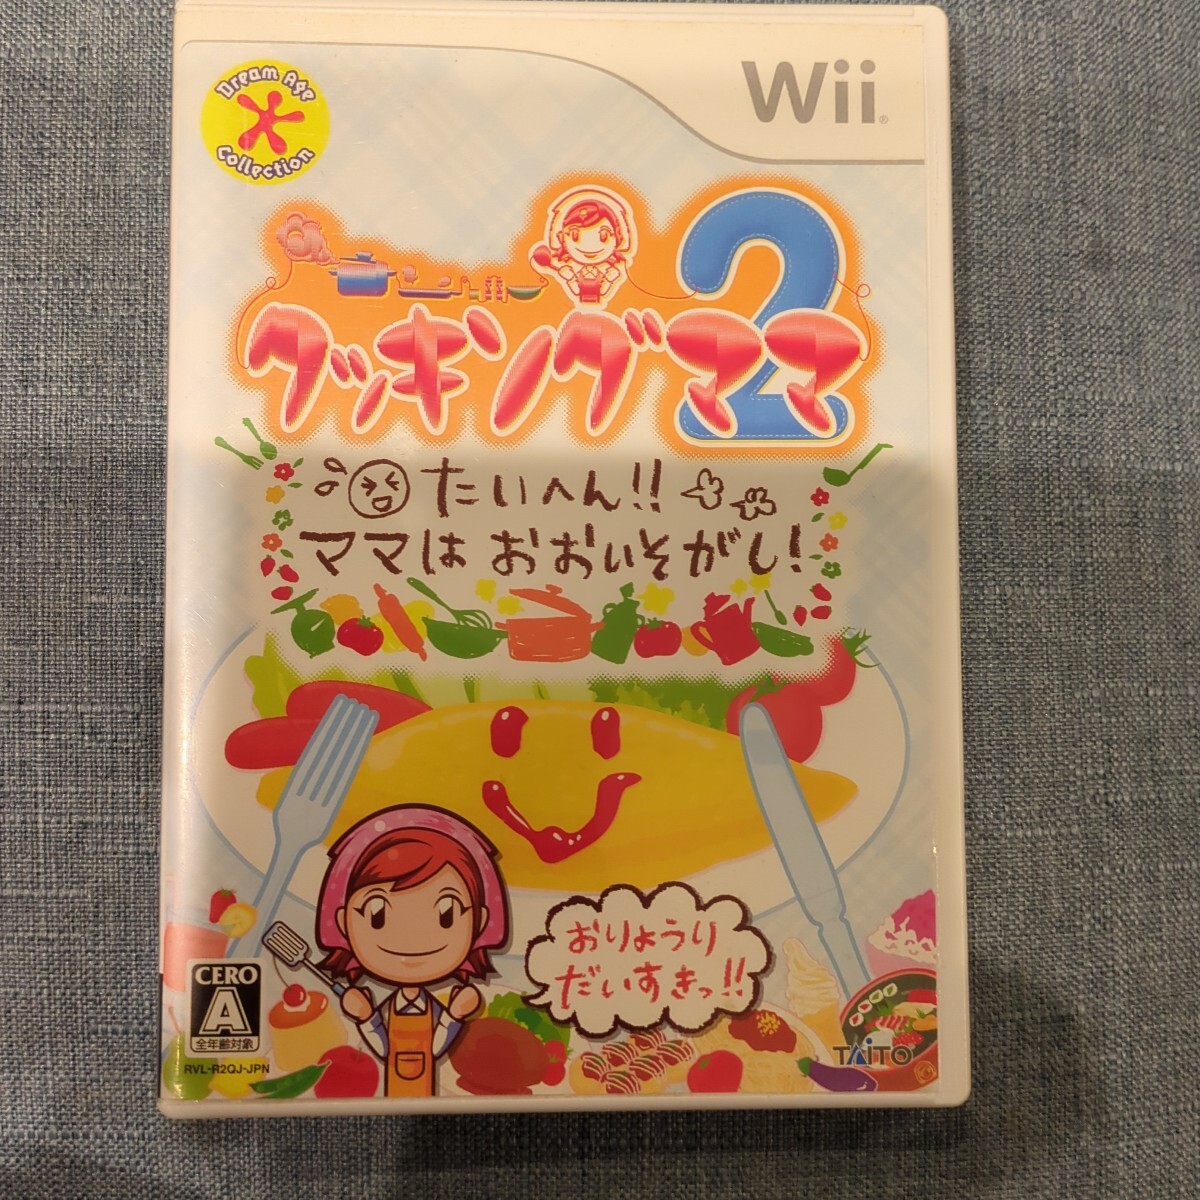 Dream Age
Collection
Wii
クッキングママ2
たいへん!!
ママは おおいそがし!
おりょうり
だいすきっ!!
CERO
A
全年齢対象
RVL-R2QJ-JPN
TAITO